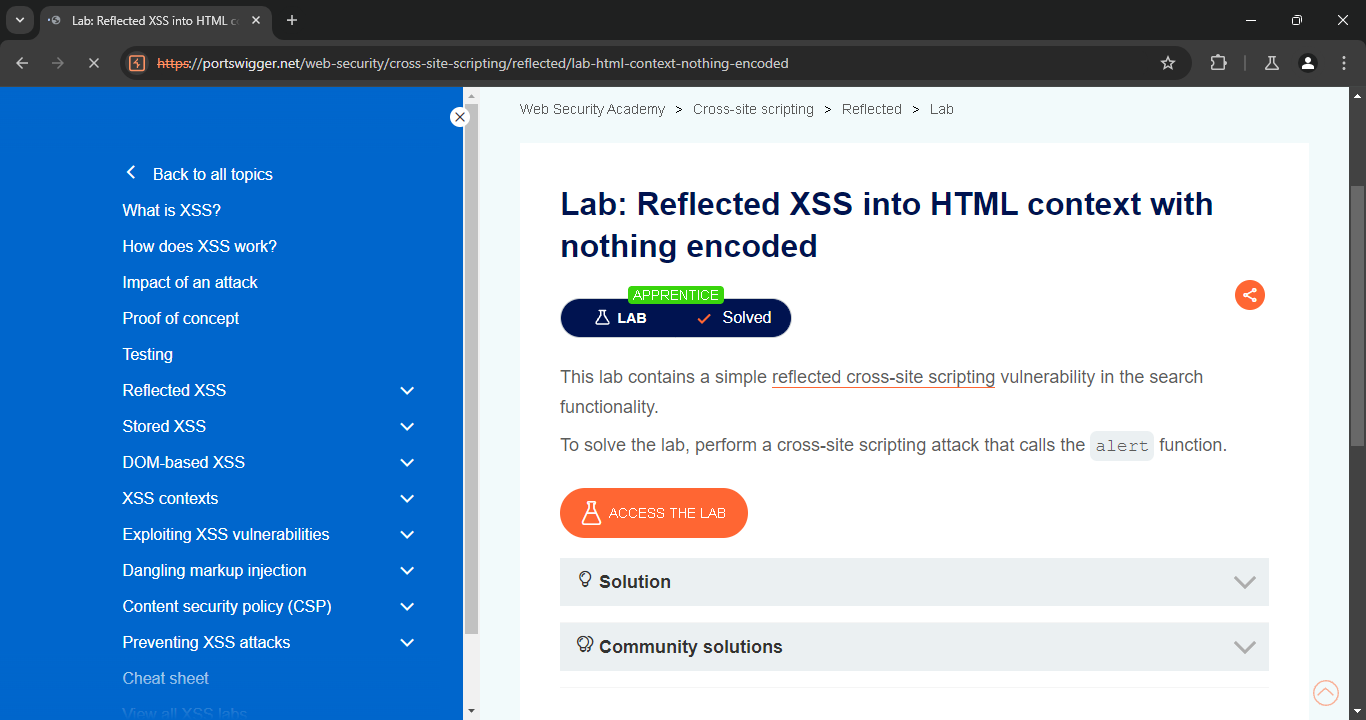 Lab: Reflected XSS into HTML c
https://portswigger.net/web-security/cross-site-scripting/reflected/lab-html-context-nothing-encoded
Back to all topics
What is XSS?
How does XSS work?
Impact of an attack
Proof of concept
Testing
Reflected XSS
Stored XSS
DOM-based XSS
XSS contexts
Exploiting XSS vulnerabilities
Dangling markup injection
Content security policy (CSP)
Preventing XSS attacks
Cheat sheet
View all XSS labs
Web Security Academy > Cross-site scripting > Reflected > Lab
Lab: Reflected XSS into HTML context with
nothing encoded
APPRENTICE
LAB Solved
This lab contains a simple reflected cross-site scripting vulnerability in the search
functionality.
To solve the lab, perform a cross-site scripting attack that calls the alert function.
ACCESS THE LAB
Solution
Community solutions